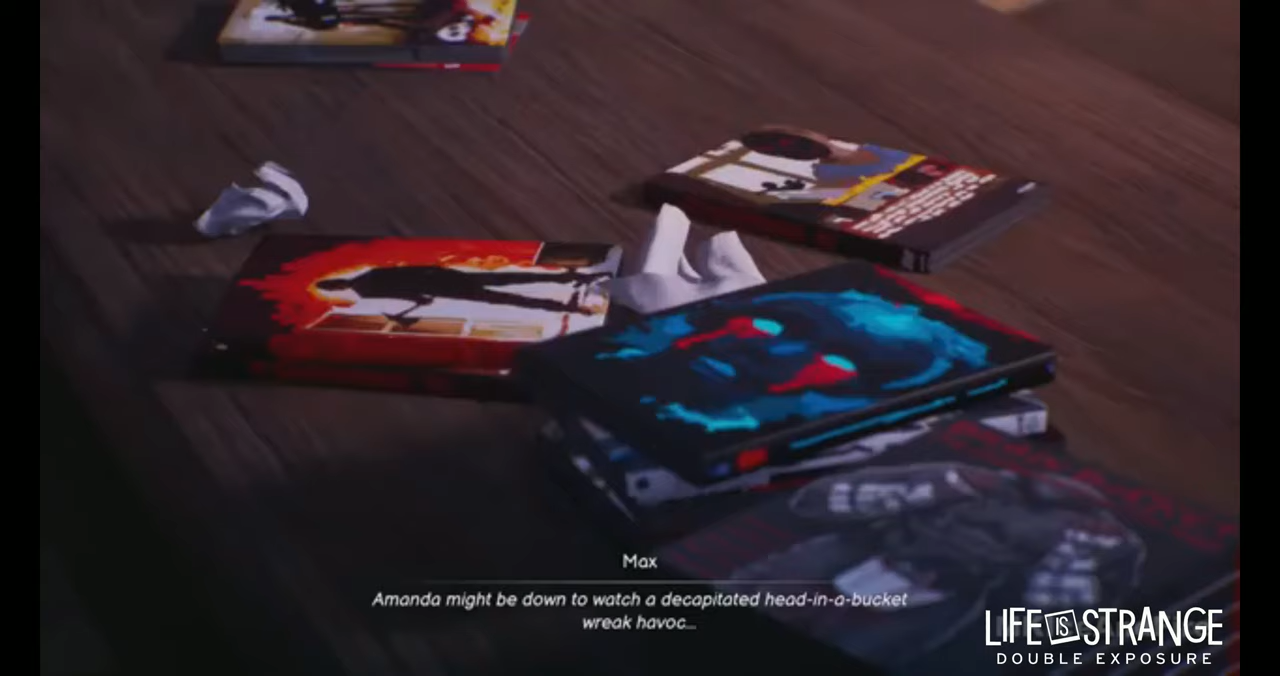 Max
Amanda might be down to watch a decapitated head-in-a-bucket
wreak havoc...
LIFE IS STRANGE
DOUBLE EXPOSURE